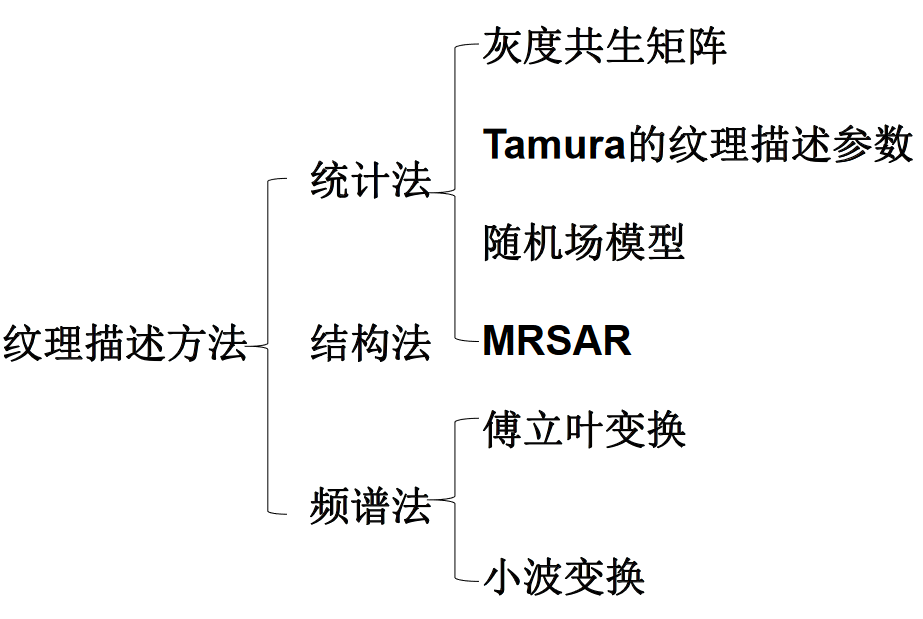 纹理描述方法
统计法
灰度共生矩阵
Tamura的纹理描述参数
随机场模型
MRSAR
结构法
频谱法
傅立叶变换
小波变换